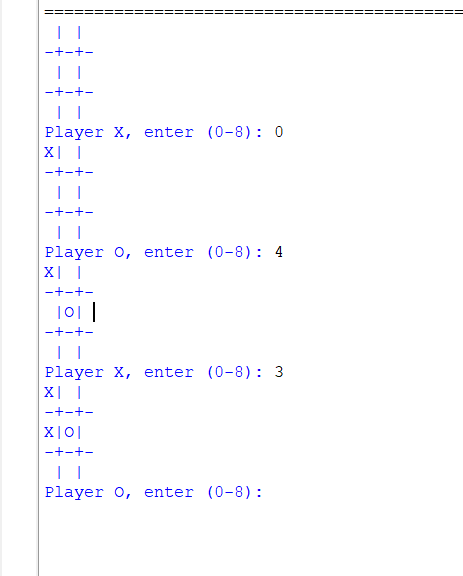 ===========================================
 | |
-+-+-
 | |
-+-+-
 | |
Player X, enter (0-8): 0
X| |
-+-+-
 | |
-+-+-
 | |
Player O, enter (0-8): 4
X| |
-+-+-
 |O|
-+-+-
 | |
Player X, enter (0-8): 3
X| |
-+-+-
X|O|
-+-+-
 | |
Player O, enter (0-8):